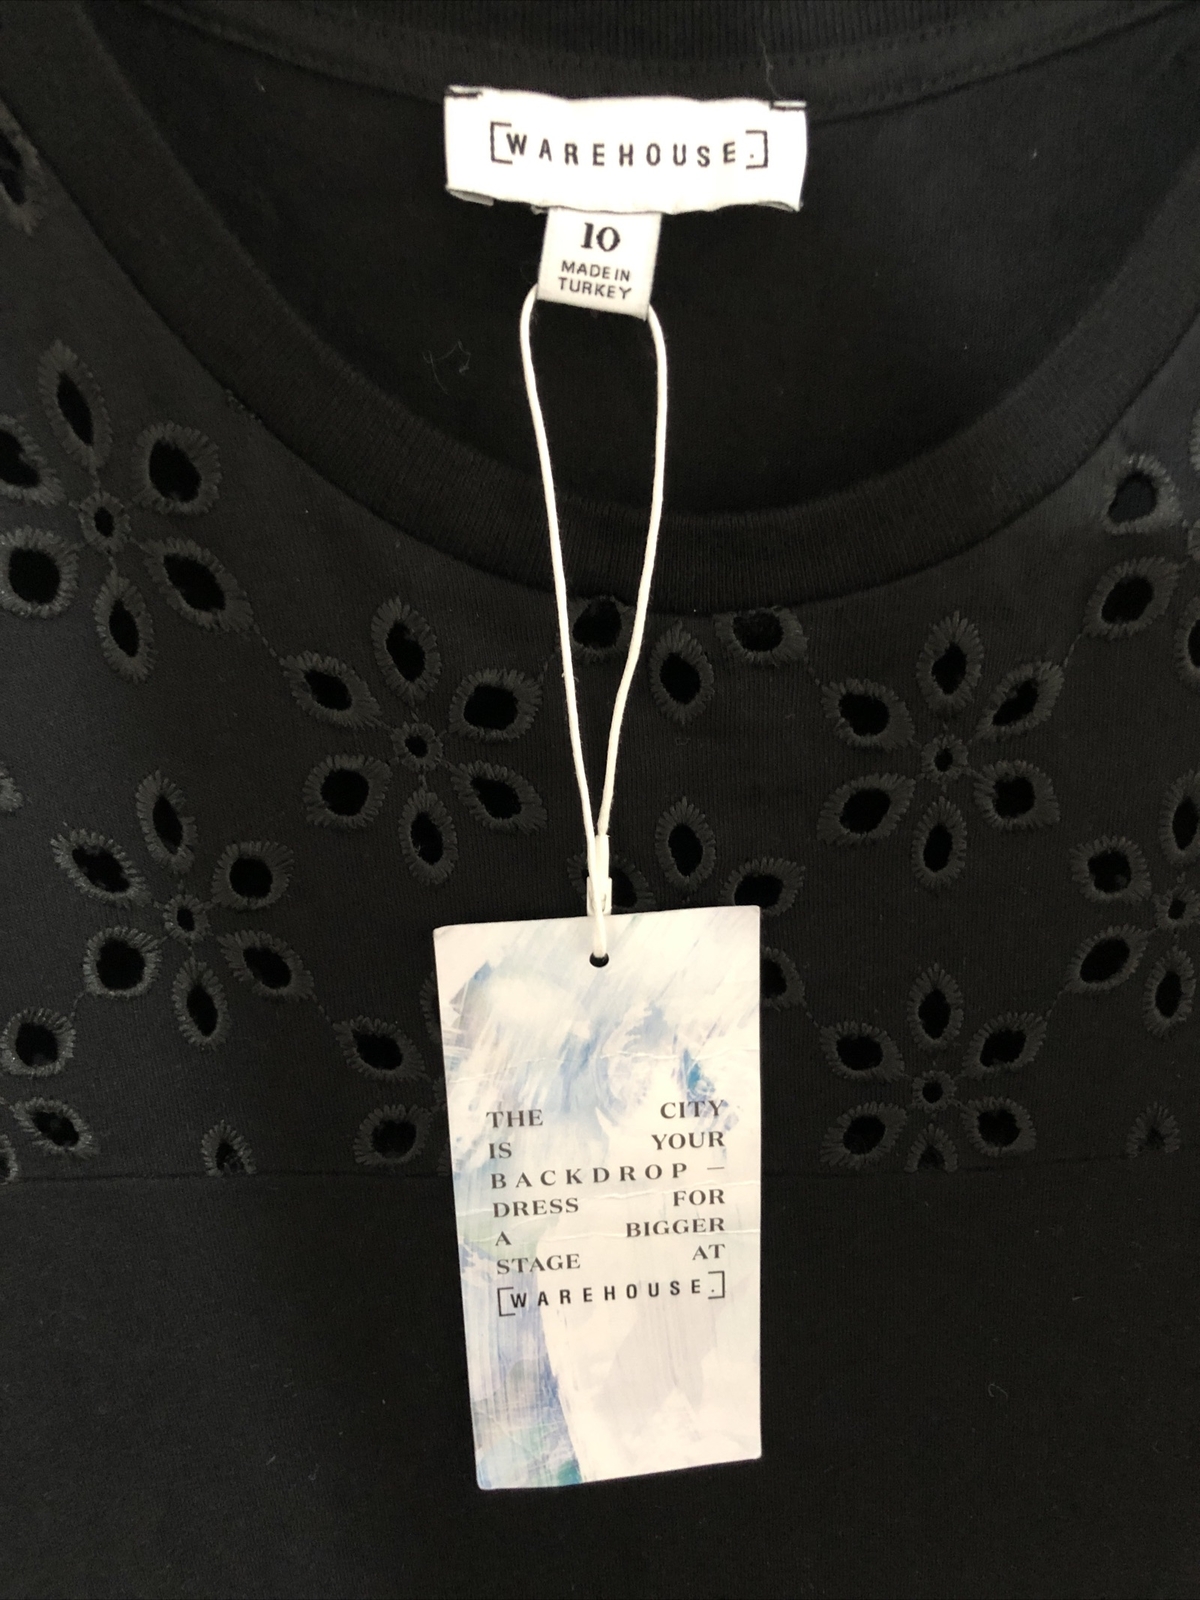 [WAREHOUSE.]
10
MADE IN
TURKEY
THE CITY
IS YOUR
BACKDROP —
DRESS FOR
A BIGGER
STAGE AT
[WAREHOUSE.]